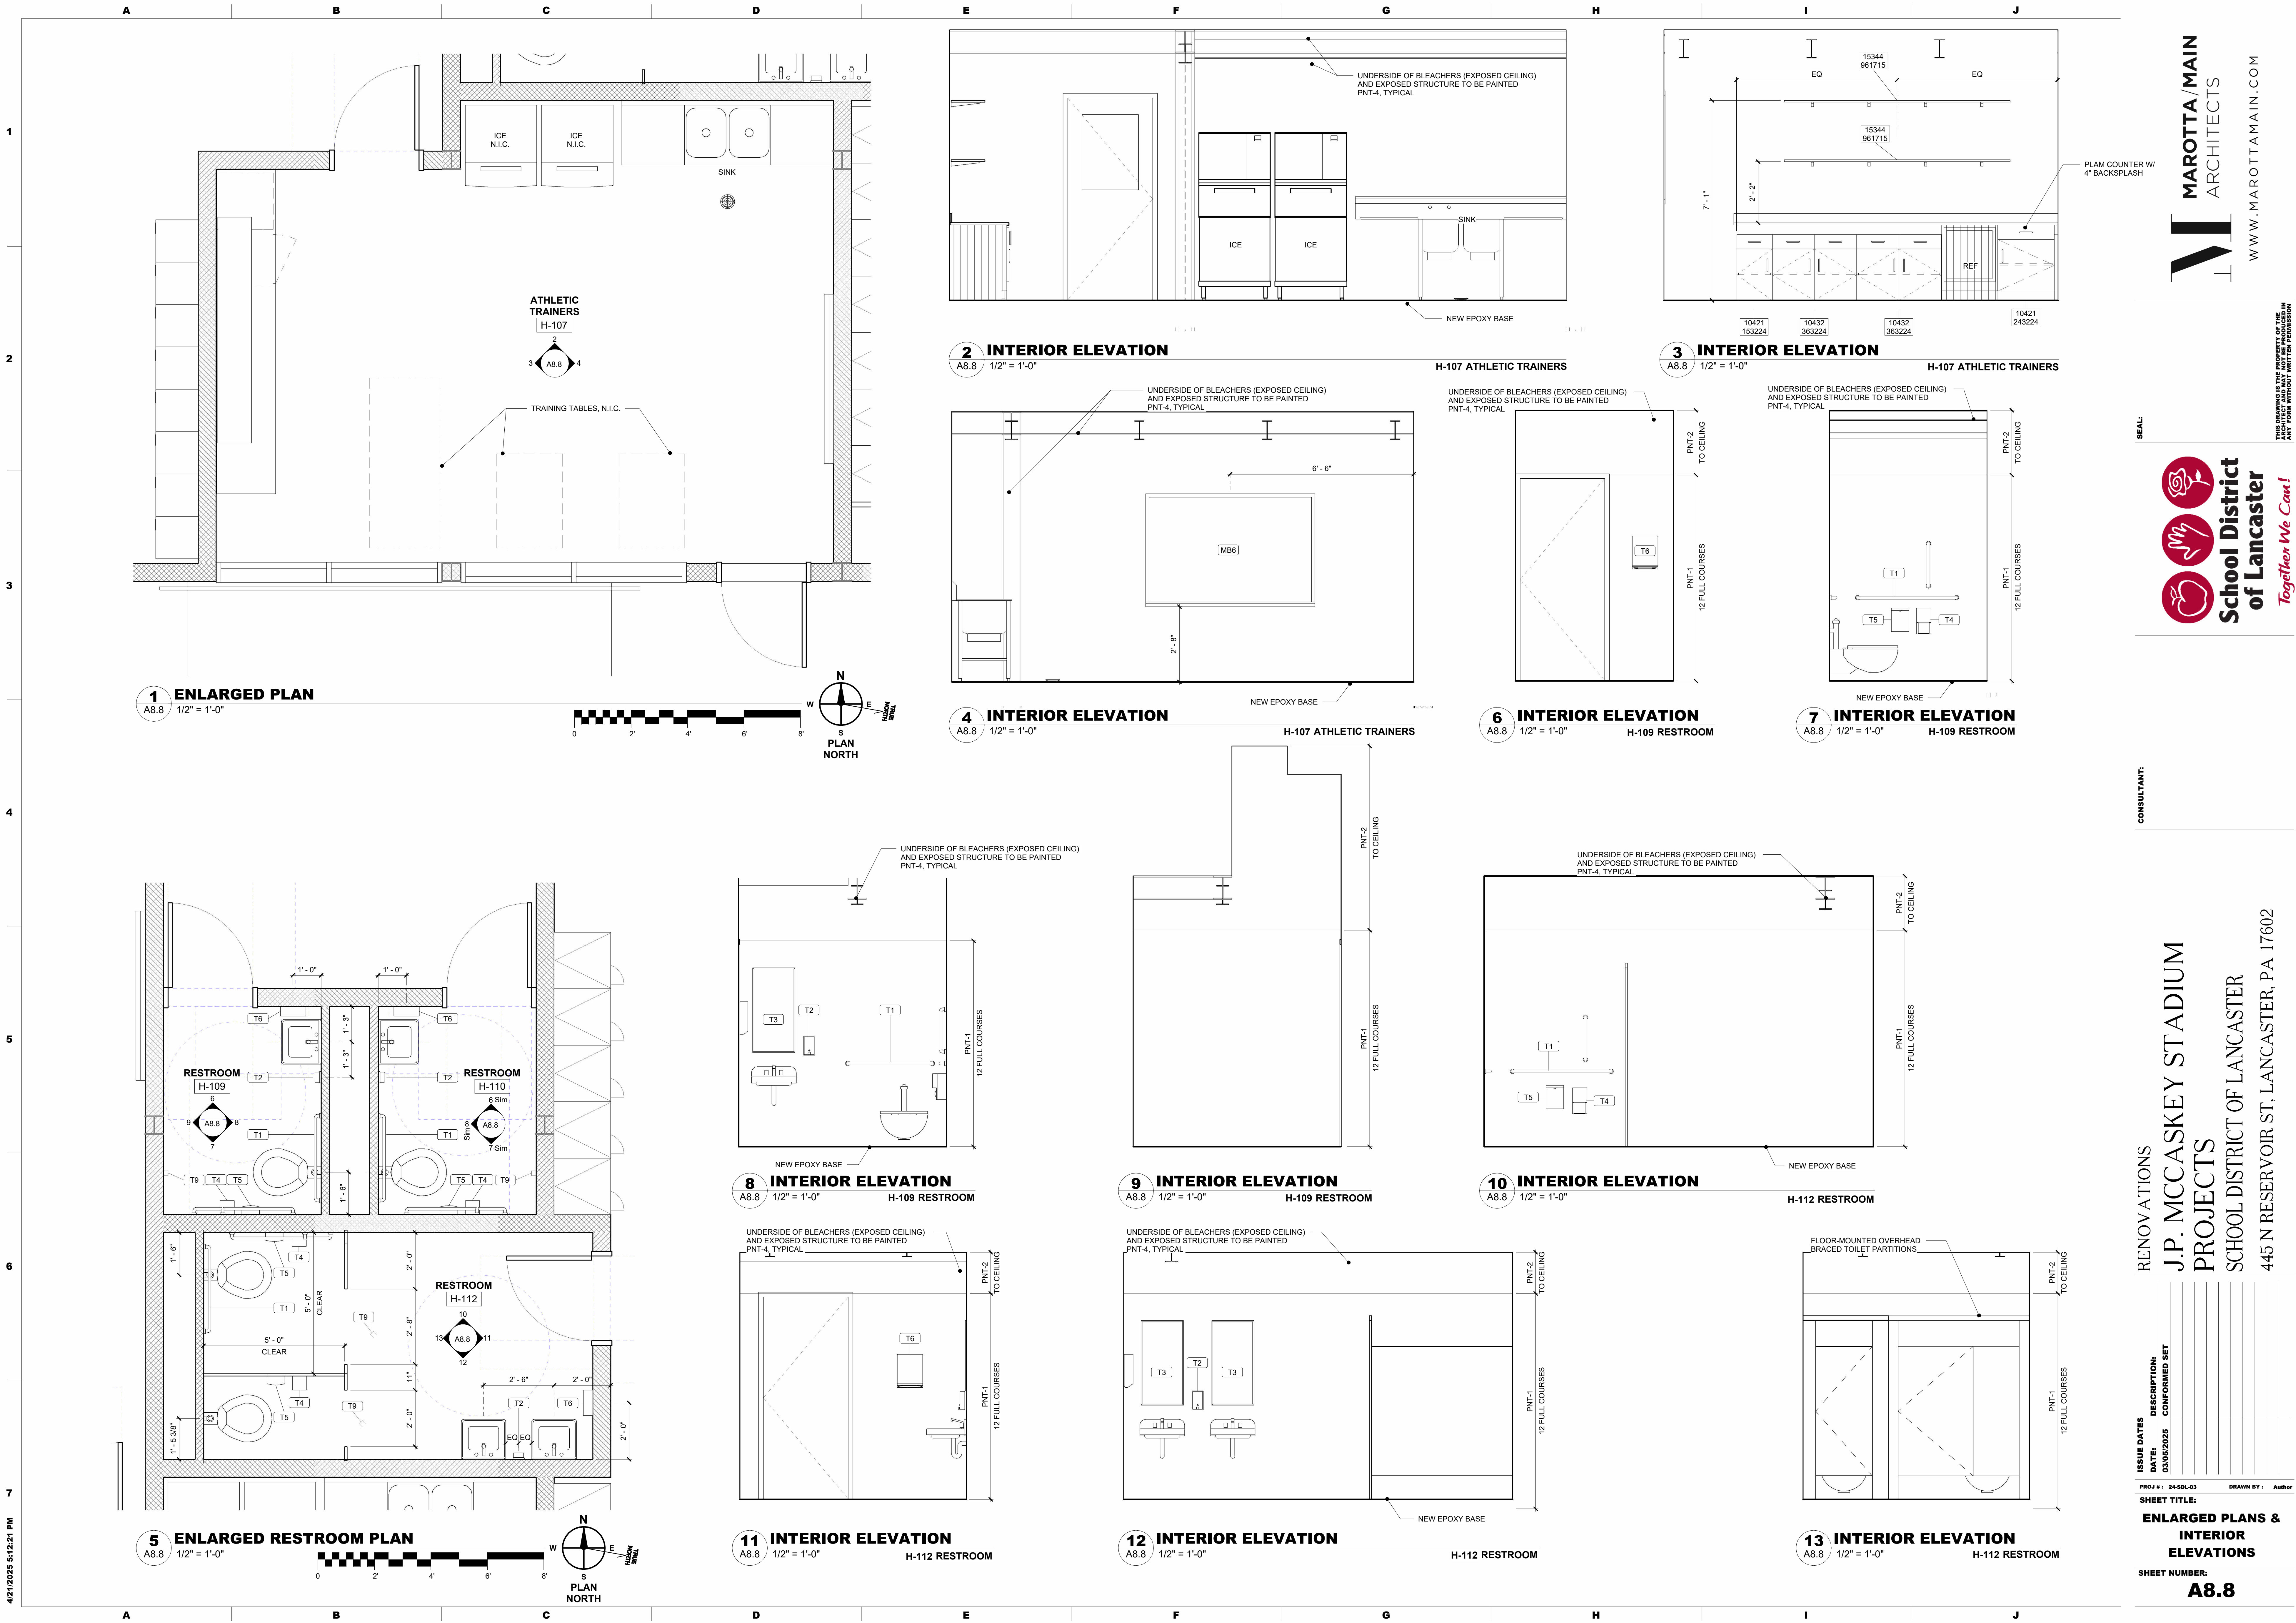 A B C D E F G H I J
1
2
3
4
5
6
7
ICE
N.I.C.
ICE
N.I.C.
SINK
ATHLETIC
TRAINERS
H-107
2
3 A8.8 4
TRAINING TABLES, N.I.C.
1 ENLARGED PLAN
A8.8 1/2" = 1'-0"
0 2' 4' 6' 8'
N
W E
S
TRUE
NORTH
PLAN
NORTH
UNDERSIDE OF BLEACHERS (EXPOSED CEILING)
AND EXPOSED STRUCTURE TO BE PAINTED
PNT-4, TYPICAL
ICE
ICE
SINK
NEW EPOXY BASE
2 INTERIOR ELEVATION
A8.8 1/2" = 1'-0"
H-107 ATHLETIC TRAINERS
15344
961715
EQ
EQ
15344
961715
7' - 1"
2' - 2"
PLAM COUNTER W/
4" BACKSPLASH
REF
10421
153224
10432
363224
10432
363224
10421
243224
3 INTERIOR ELEVATION
A8.8 1/2" = 1'-0"
H-107 ATHLETIC TRAINERS
UNDERSIDE OF BLEACHERS (EXPOSED CEILING)
AND EXPOSED STRUCTURE TO BE PAINTED
PNT-4, TYPICAL
6' - 6"
MB6
2' - 8"
NEW EPOXY BASE
4 INTERIOR ELEVATION
A8.8 1/2" = 1'-0"
H-107 ATHLETIC TRAINERS
UNDERSIDE OF BLEACHERS (EXPOSED CEILING)
AND EXPOSED STRUCTURE TO BE PAINTED
PNT-4, TYPICAL
PNT-2
TO CEILING
T6
PNT-1
12 FULL COURSES
6 INTERIOR ELEVATION
A8.8 1/2" = 1'-0"
H-109 RESTROOM
UNDERSIDE OF BLEACHERS (EXPOSED CEILING)
AND EXPOSED STRUCTURE TO BE PAINTED
PNT-4, TYPICAL
PNT-2
TO CEILING
T1
T5
T4
PNT-1
12 FULL COURSES
NEW EPOXY BASE
7 INTERIOR ELEVATION
A8.8 1/2" = 1'-0"
H-109 RESTROOM
1' - 0"
1' - 0"
T6
T6
1' - 3"
1' - 3"
RESTROOM
H-109
6
9 A8.8 8
7
T2
T2
RESTROOM
H-110
6 Sim
8
Sim
A8.8
7 Sim
T1
T1
T9 T4 T5
T5 T4 T9
1' - 6"
1' - 6"
T4
T5
T1
5' - 0"
CLEAR
5' - 0"
CLEAR
2' - 0"
2' - 8"
11"
2' - 0"
T9
RESTROOM
H-112
10
13 A8.8 11
12
T4
T5
T9
1' - 5 3/8"
2' - 6"
2' - 0"
T2
T6
EQ EQ
2' - 0"
5 ENLARGED RESTROOM PLAN
A8.8 1/2" = 1'-0"
0 2' 4' 6' 8'
N
W E
S
TRUE
NORTH
PLAN
NORTH
UNDERSIDE OF BLEACHERS (EXPOSED CEILING)
AND EXPOSED STRUCTURE TO BE PAINTED
PNT-4, TYPICAL
T3
T2
T1
PNT-1
12 FULL COURSES
NEW EPOXY BASE
8 INTERIOR ELEVATION
A8.8 1/2" = 1'-0"
H-109 RESTROOM
PNT-2
TO CEILING
PNT-1
12 FULL COURSES
9 INTERIOR ELEVATION
A8.8 1/2" = 1'-0"
H-109 RESTROOM
UNDERSIDE OF BLEACHERS (EXPOSED CEILING)
AND EXPOSED STRUCTURE TO BE PAINTED
PNT-4, TYPICAL
PNT-2
TO CEILING
T1
T5
T4
PNT-1
12 FULL COURSES
NEW EPOXY BASE
10 INTERIOR ELEVATION
A8.8 1/2" = 1'-0"
H-112 RESTROOM
UNDERSIDE OF BLEACHERS (EXPOSED CEILING)
AND EXPOSED STRUCTURE TO BE PAINTED
PNT-4, TYPICAL
PNT-2
TO CEILING
T6
PNT-1
12 FULL COURSES
11 INTERIOR ELEVATION
A8.8 1/2" = 1'-0"
H-112 RESTROOM
UNDERSIDE OF BLEACHERS (EXPOSED CEILING)
AND EXPOSED STRUCTURE TO BE PAINTED
PNT-4, TYPICAL
PNT-2
TO CEILING
T3
T2
T3
PNT-1
12 FULL COURSES
NEW EPOXY BASE
12 INTERIOR ELEVATION
A8.8 1/2" = 1'-0"
H-112 RESTROOM
FLOOR-MOUNTED OVERHEAD
BRACED TOILET PARTITIONS
PNT-2
TO CEILING
PNT-1
12 FULL COURSES
13 INTERIOR ELEVATION
A8.8 1/2" = 1'-0"
H-112 RESTROOM
MAROTTA/MAIN
ARCHITECTS
WWW.MAROTTAMAIN.COM
THIS DRAWING IS THE PROPERTY OF THE
ARCHITECT AND MAY NOT BE PRODUCED IN
ANY FORM WITHOUT WRITTEN PERMISSION
SEAL:
School District
of Lancaster
Together We Can!
CONSULTANT:
RENOVATIONS
J.P. MCCASKEY STADIUM
PROJECTS
SCHOOL DISTRICT OF LANCASTER
445 N RESERVOIR ST, LANCASTER, PA 17602
ISSUE DATES
DATE: DESCRIPTION:
03/05/2025 CONFORMED SET
PROJ # : 24-SDL-03
DRAWN BY : Author
SHEET TITLE:
ENLARGED PLANS &
INTERIOR
ELEVATIONS
SHEET NUMBER:
A8.8
4/21/2025 5:12:21 PM
A B C D E F G H I J